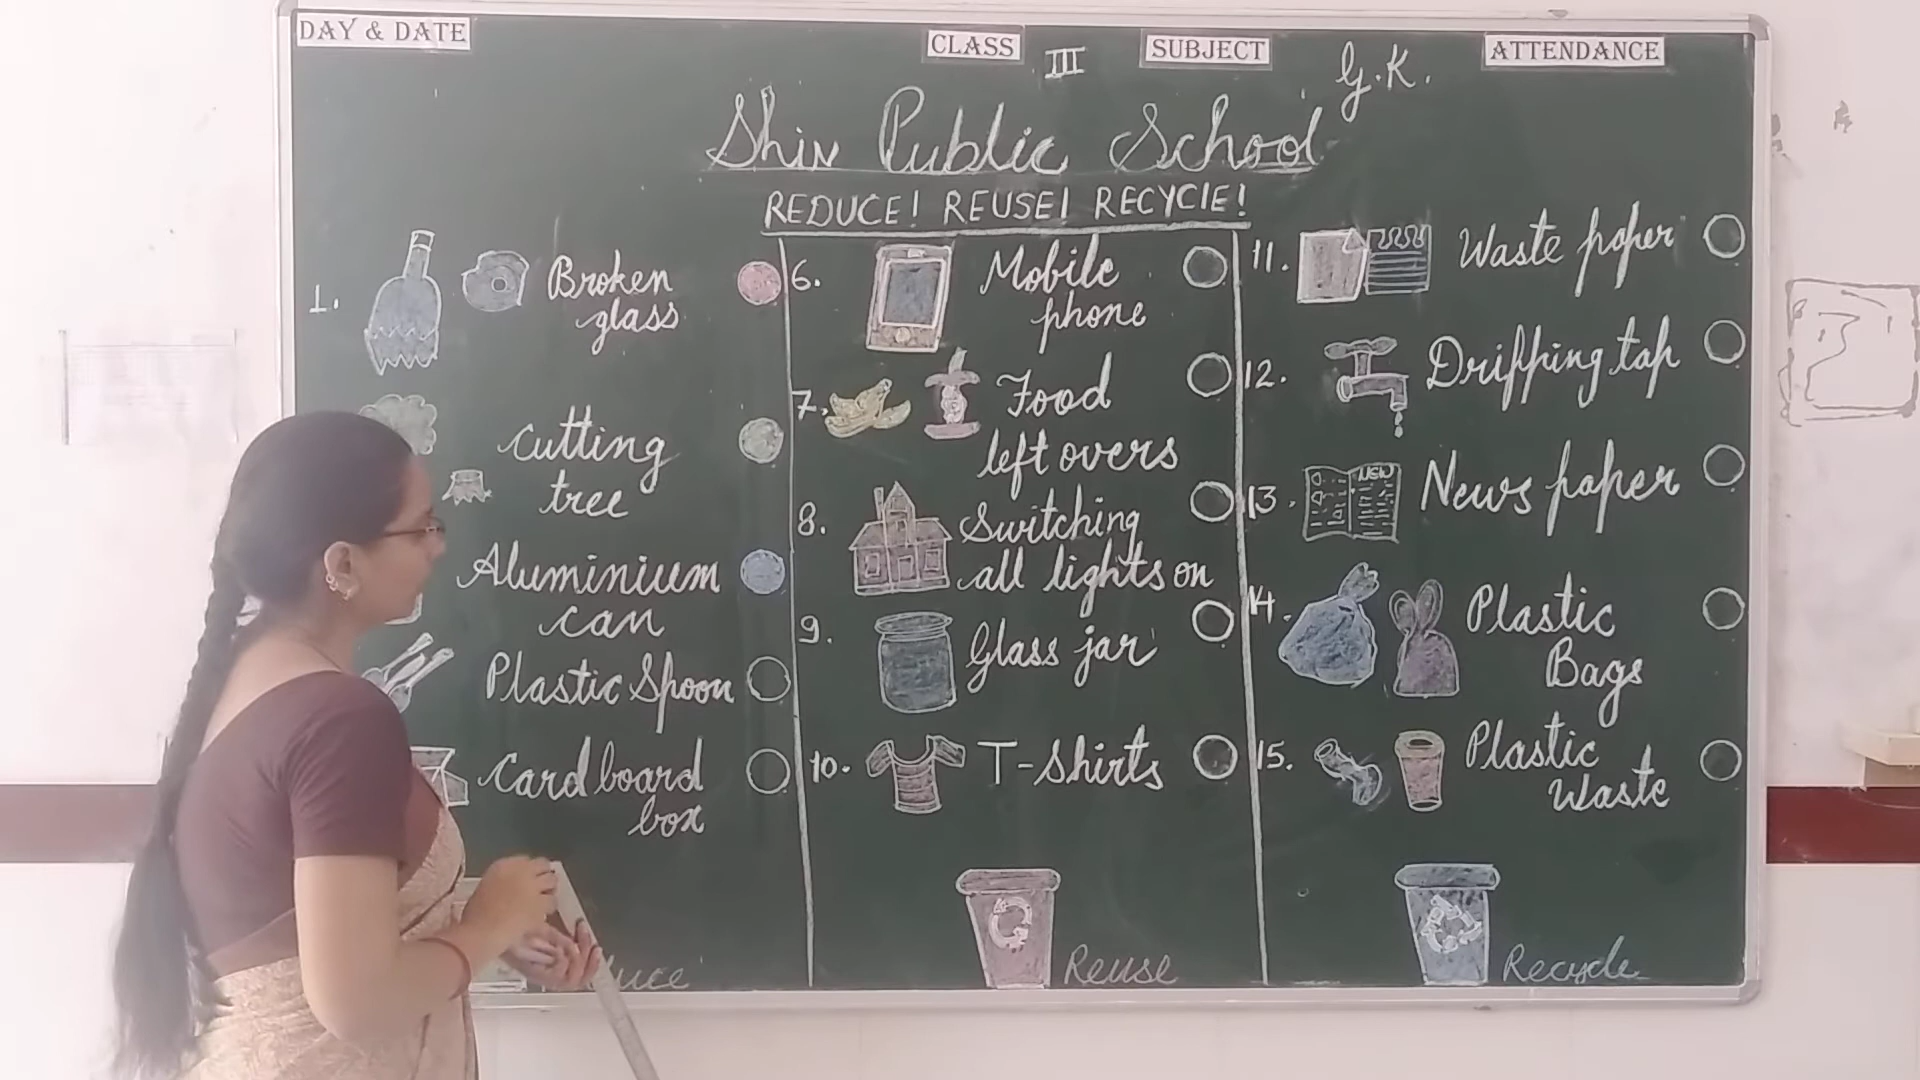 DAY & DATE
CLASS III SUBJECT G.K. ATTENDANCE
Shiv Public School
REDUCE! REUSE! RECYCLE!
1. Broken
glass
cutting
tree
Aluminium
can
Plastic Spoon
Cardboard
box
6. Mobile
phone
7. Food
left overs
8. Switching
all lights on
9. Glass jar
10. T-Shirts
Reuse
11. Waste paper
12. Dripping tap
13. News paper
NEW
14. Plastic
Bags
15. Plastic
Waste
Recycle